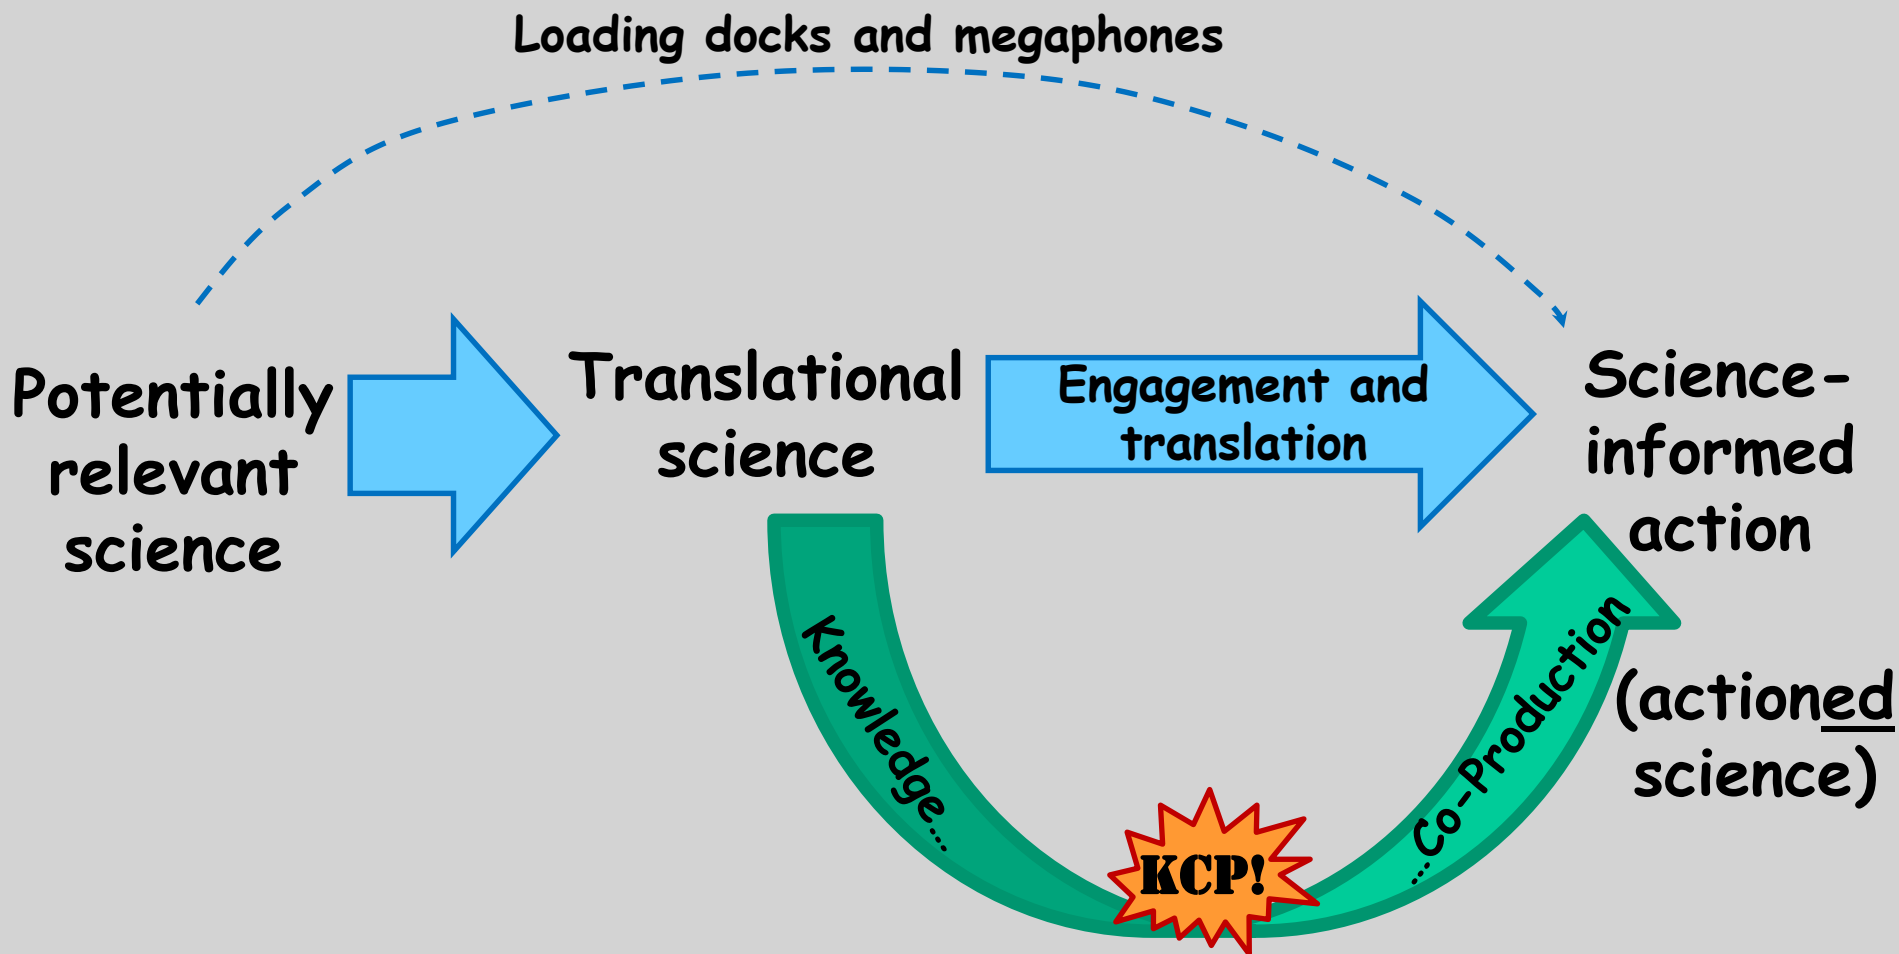 Loading docks and megaphones
Potentially
relevant
science
Translational
science
Engagement and
translation
Science-
informed
action
(actioned
science)
Knowledge...
...Co-Production
KCP!